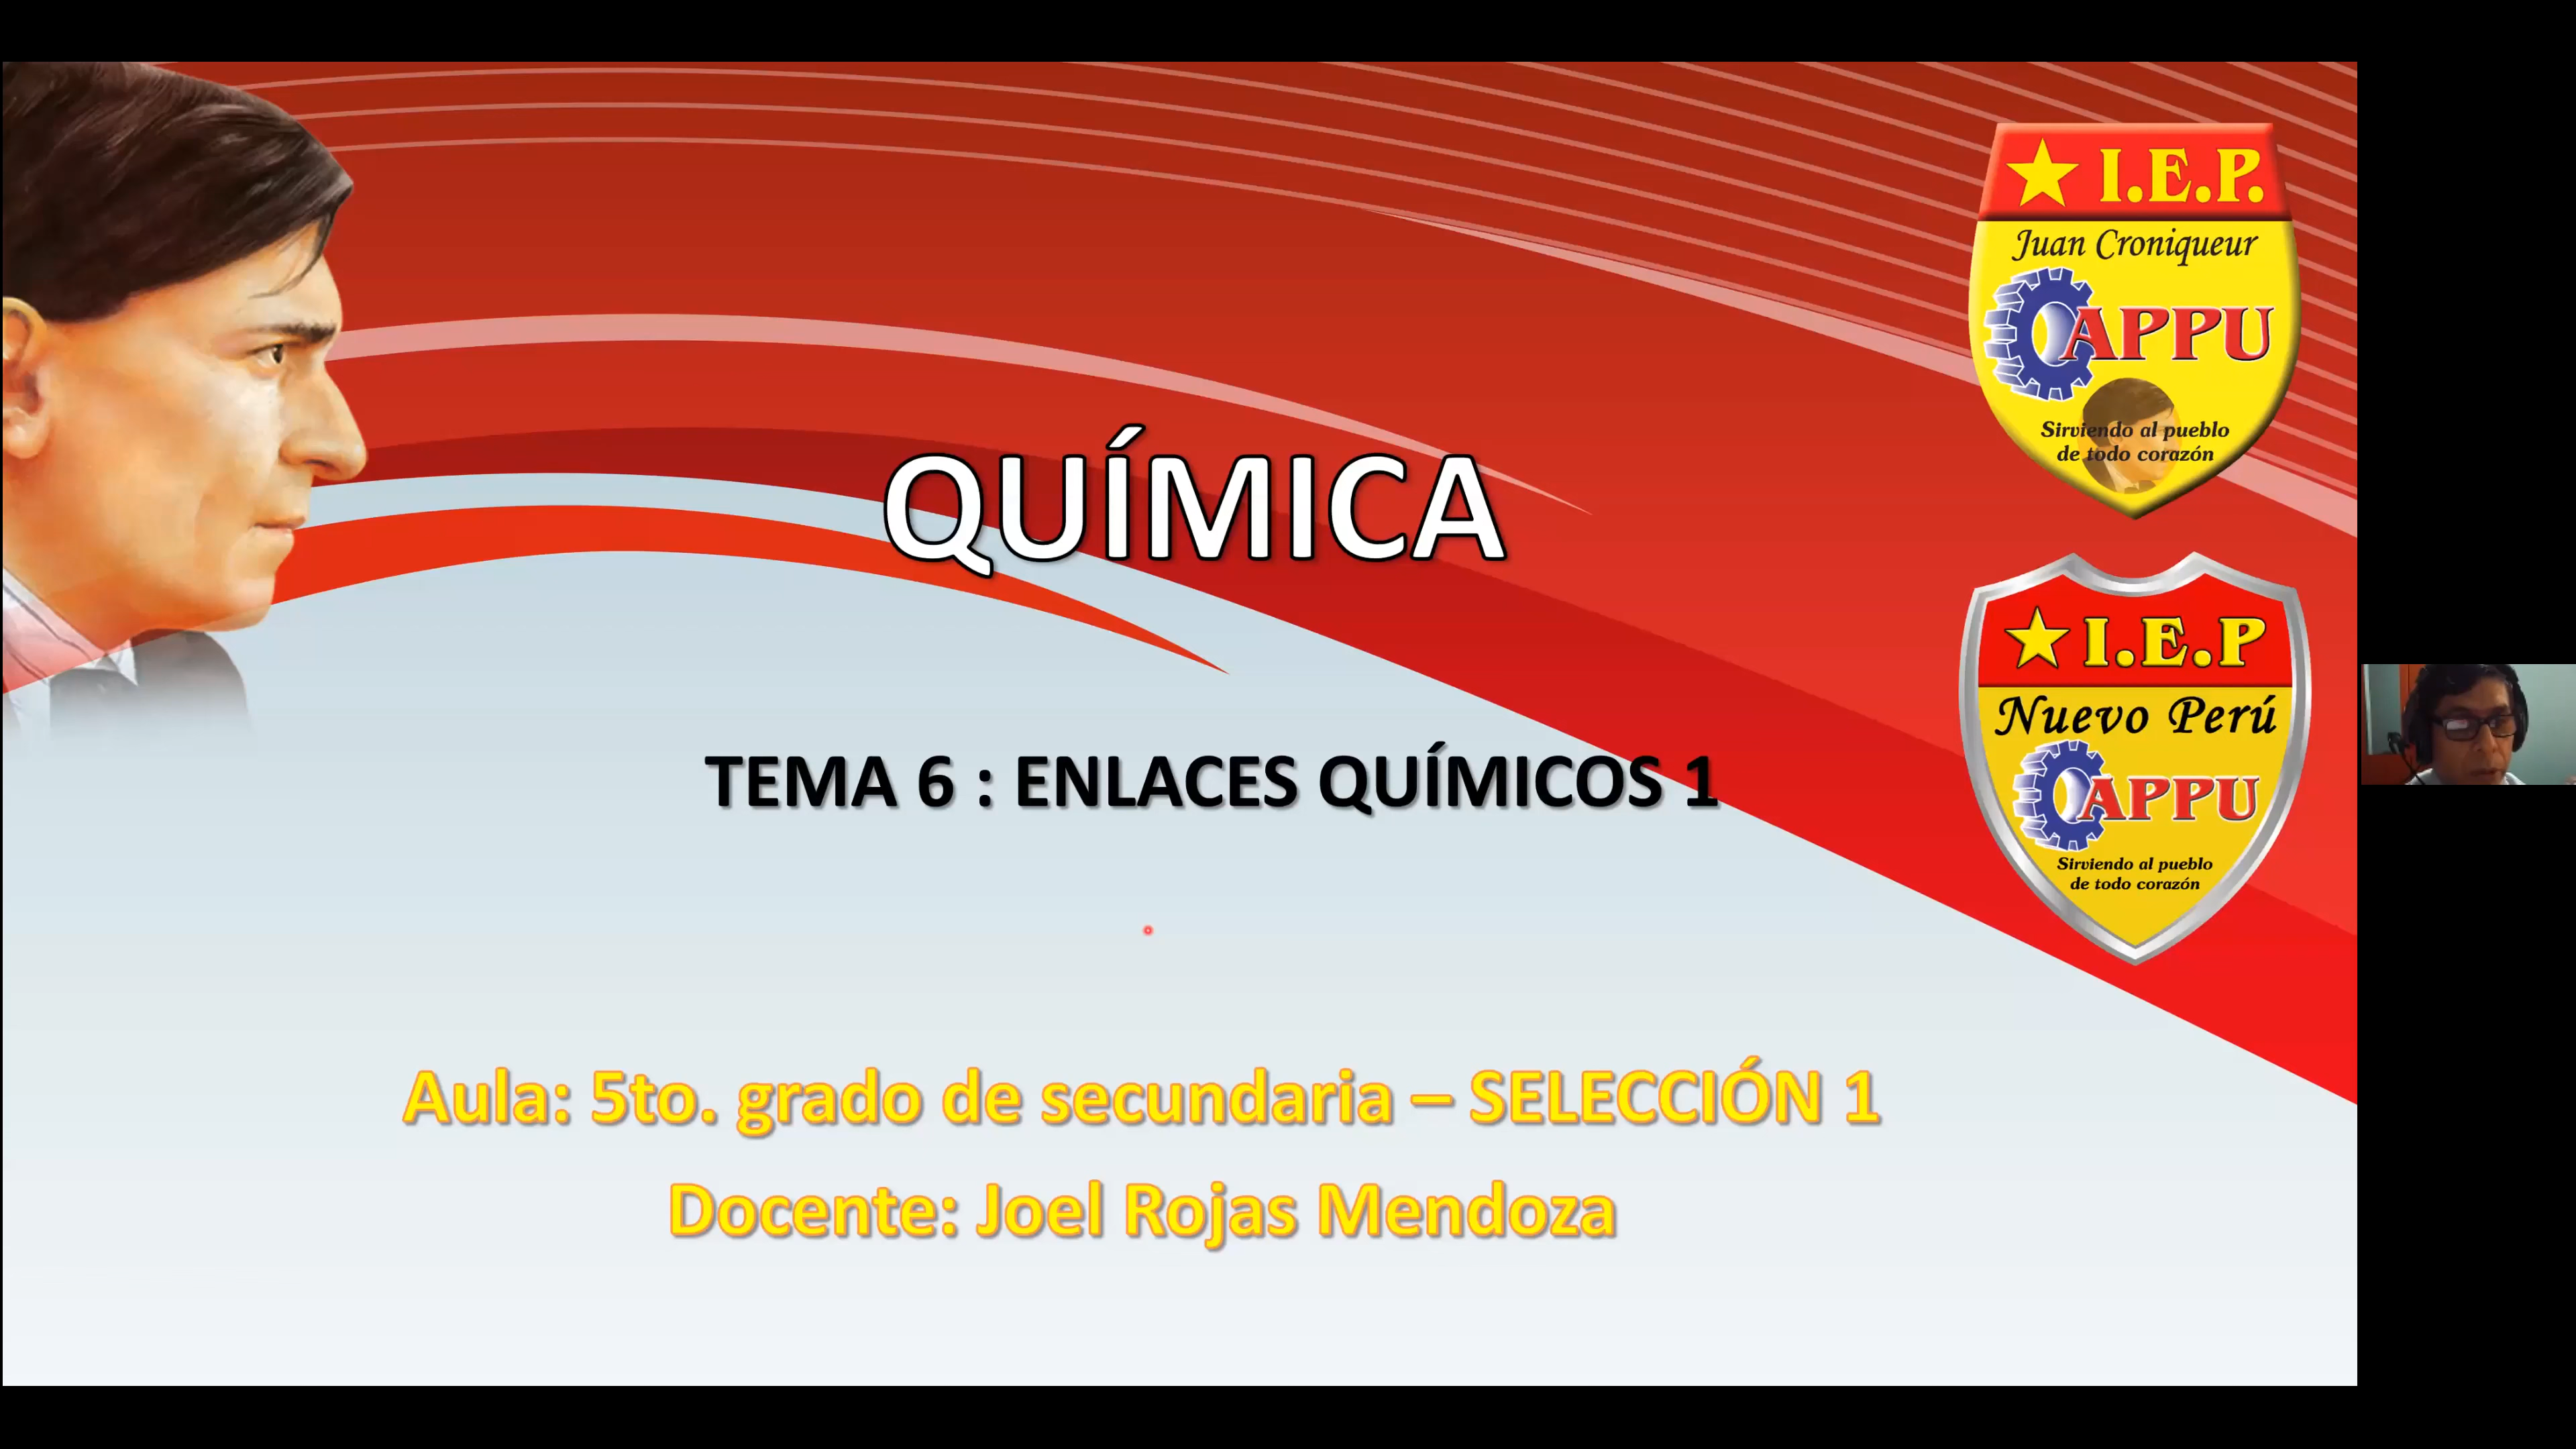 QUÍMICA
TEMA 6 : ENLACES QUÍMICOS 1
Aula: 5to. grado de secundaria – SELECCIÓN 1
Docente: Joel Rojas Mendoza
I.E.P.
Juan Croniqueur
CAPPU
Sirviendo al pueblo
de todo corazón
I.E.P
Nuevo Perú
CAPPU
Sirviendo al pueblo
de todo corazón